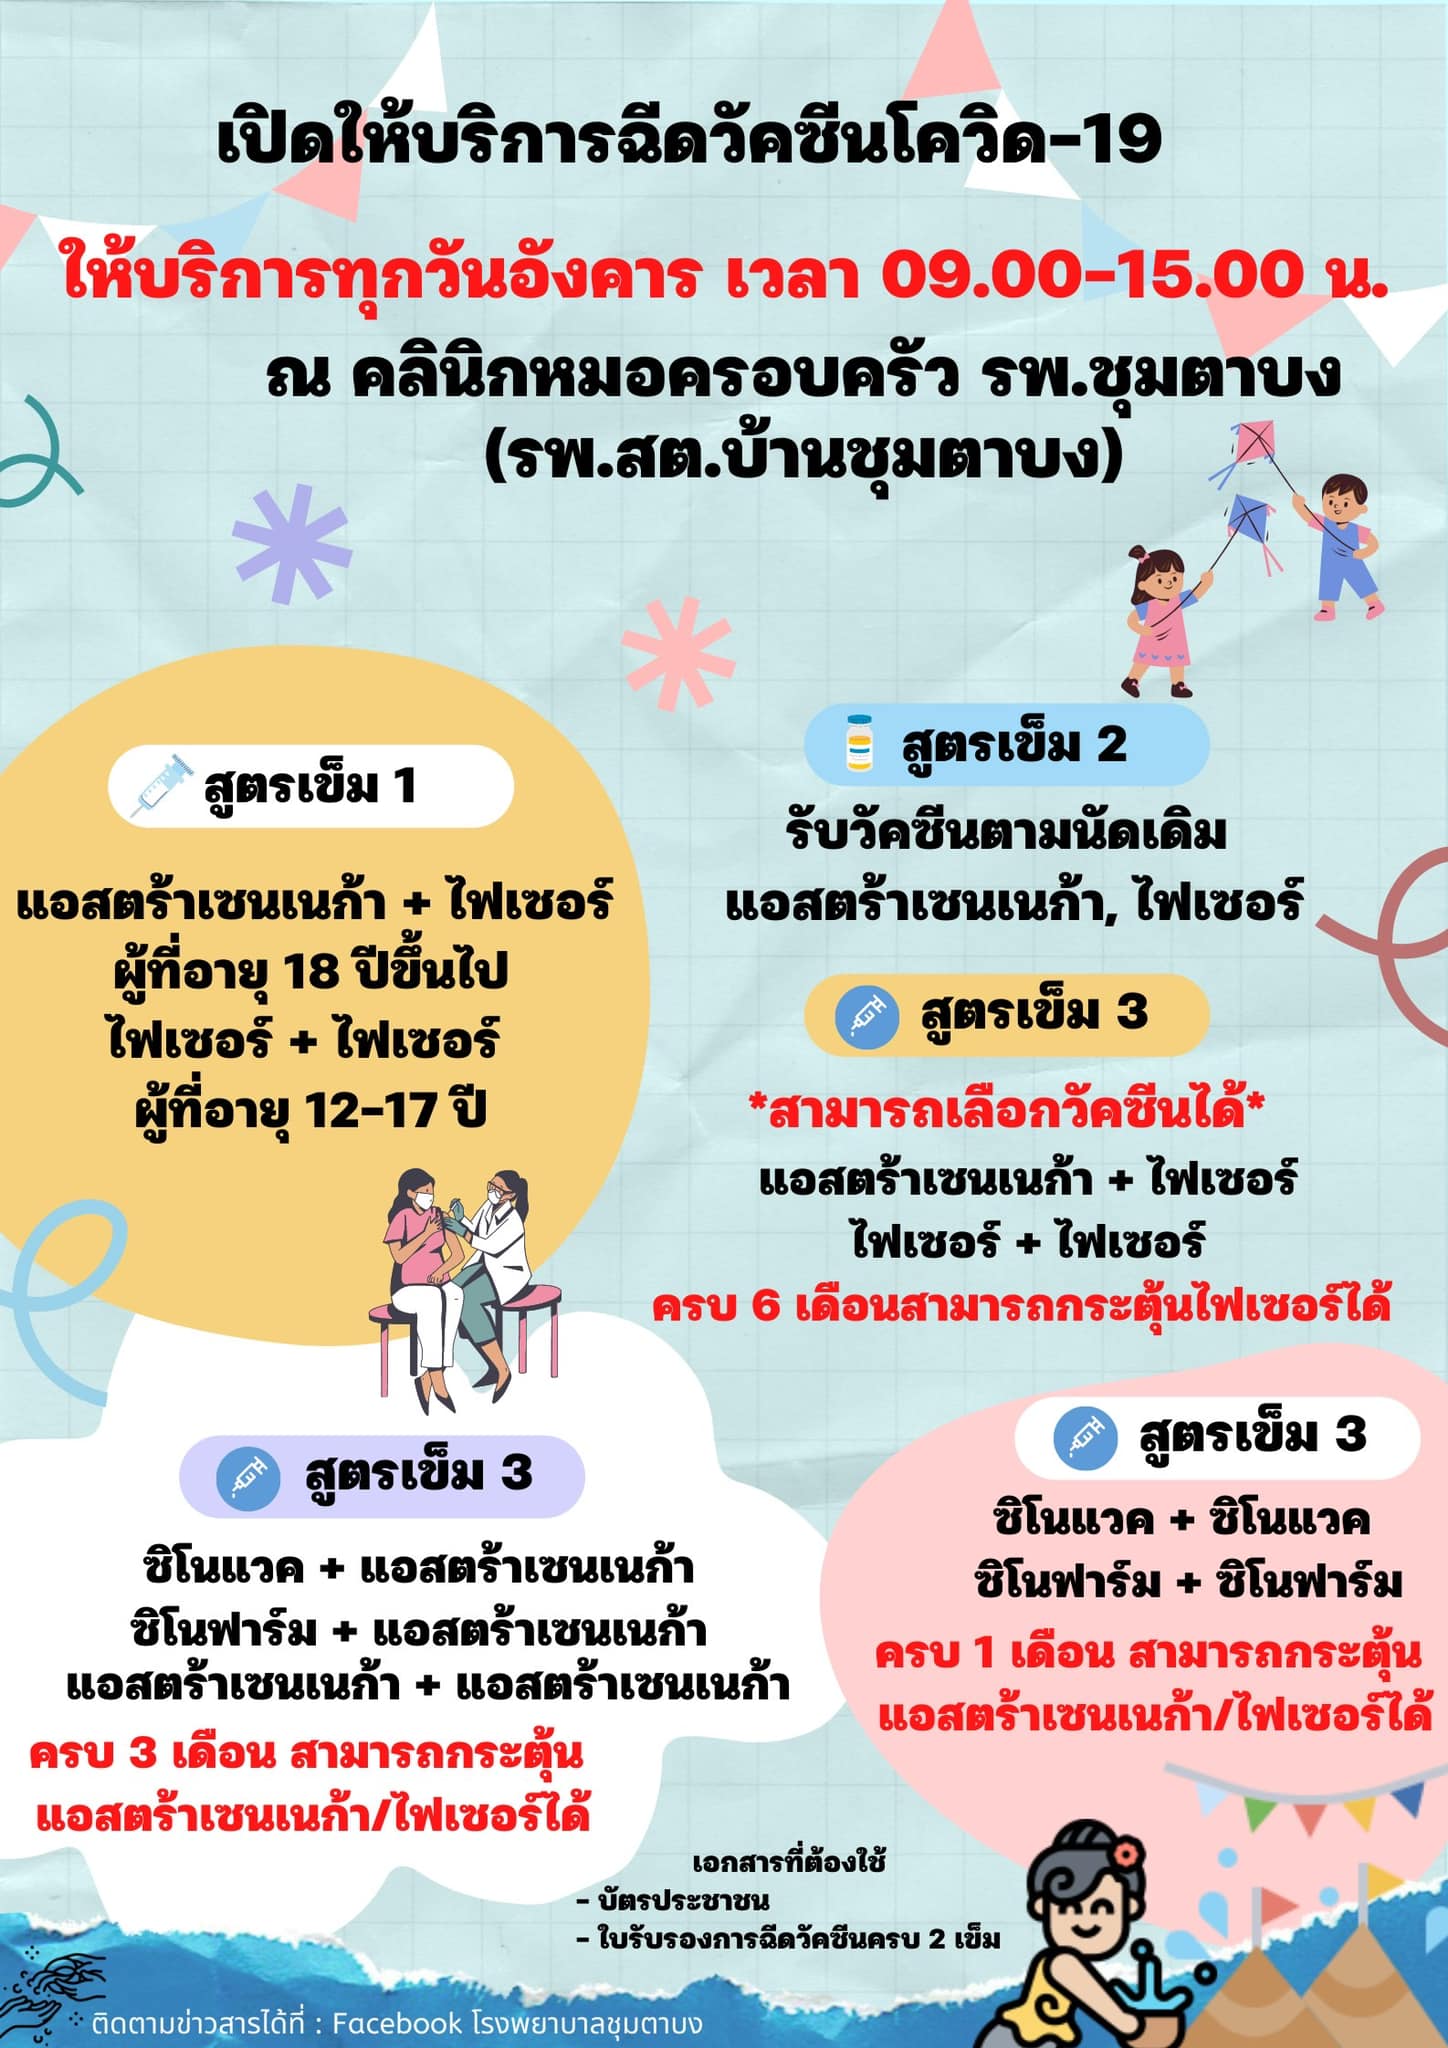 เปิดให้บริการฉีดวัคซีนโควิด-19
ให้บริการทุกวันอังคาร เวลา 09.00-15.00 น.
ณ คลินิกหมอครอบครัว รพ.ชุมตาบง
(รพ.สต.บ้านชุมตาบง)
สูตรเข็ม 1
แอสตร้าเซนเนก้า + ไฟเซอร์
ผู้ที่อายุ 18 ปีขึ้นไป
ไฟเซอร์ + ไฟเซอร์
ผู้ที่อายุ 12-17 ปี
สูตรเข็ม 2
รับวัคซีนตามนัดเดิม
แอสตร้าเซนเนก้า, ไฟเซอร์
สูตรเข็ม 3
*สามารถเลือกวัคซีนได้*
แอสตร้าเซนเนก้า + ไฟเซอร์
ไฟเซอร์ + ไฟเซอร์
ครบ 6 เดือนสามารถกระตุ้นไฟเซอร์ได้
สูตรเข็ม 3
ซิโนแวค + แอสตร้าเซนเนก้า
ซิโนฟาร์ม + แอสตร้าเซนเนก้า
แอสตร้าเซนเนก้า + แอสตร้าเซนเนก้า
ครบ 3 เดือน สามารถกระตุ้น
แอสตร้าเซนเนก้า/ไฟเซอร์ได้
สูตรเข็ม 3
ซิโนแวค + ซิโนแวค
ซิโนฟาร์ม + ซิโนฟาร์ม
ครบ 1 เดือน สามารถกระตุ้น
แอสตร้าเซนเนก้า/ไฟเซอร์ได้
เอกสารที่ต้องใช้
- บัตรประชาชน
- ใบรับรองการฉีดวัคซีนครบ 2 เข็ม
ติดตามข่าวสารได้ที่ : Facebook โรงพยาบาลชุมตาบง